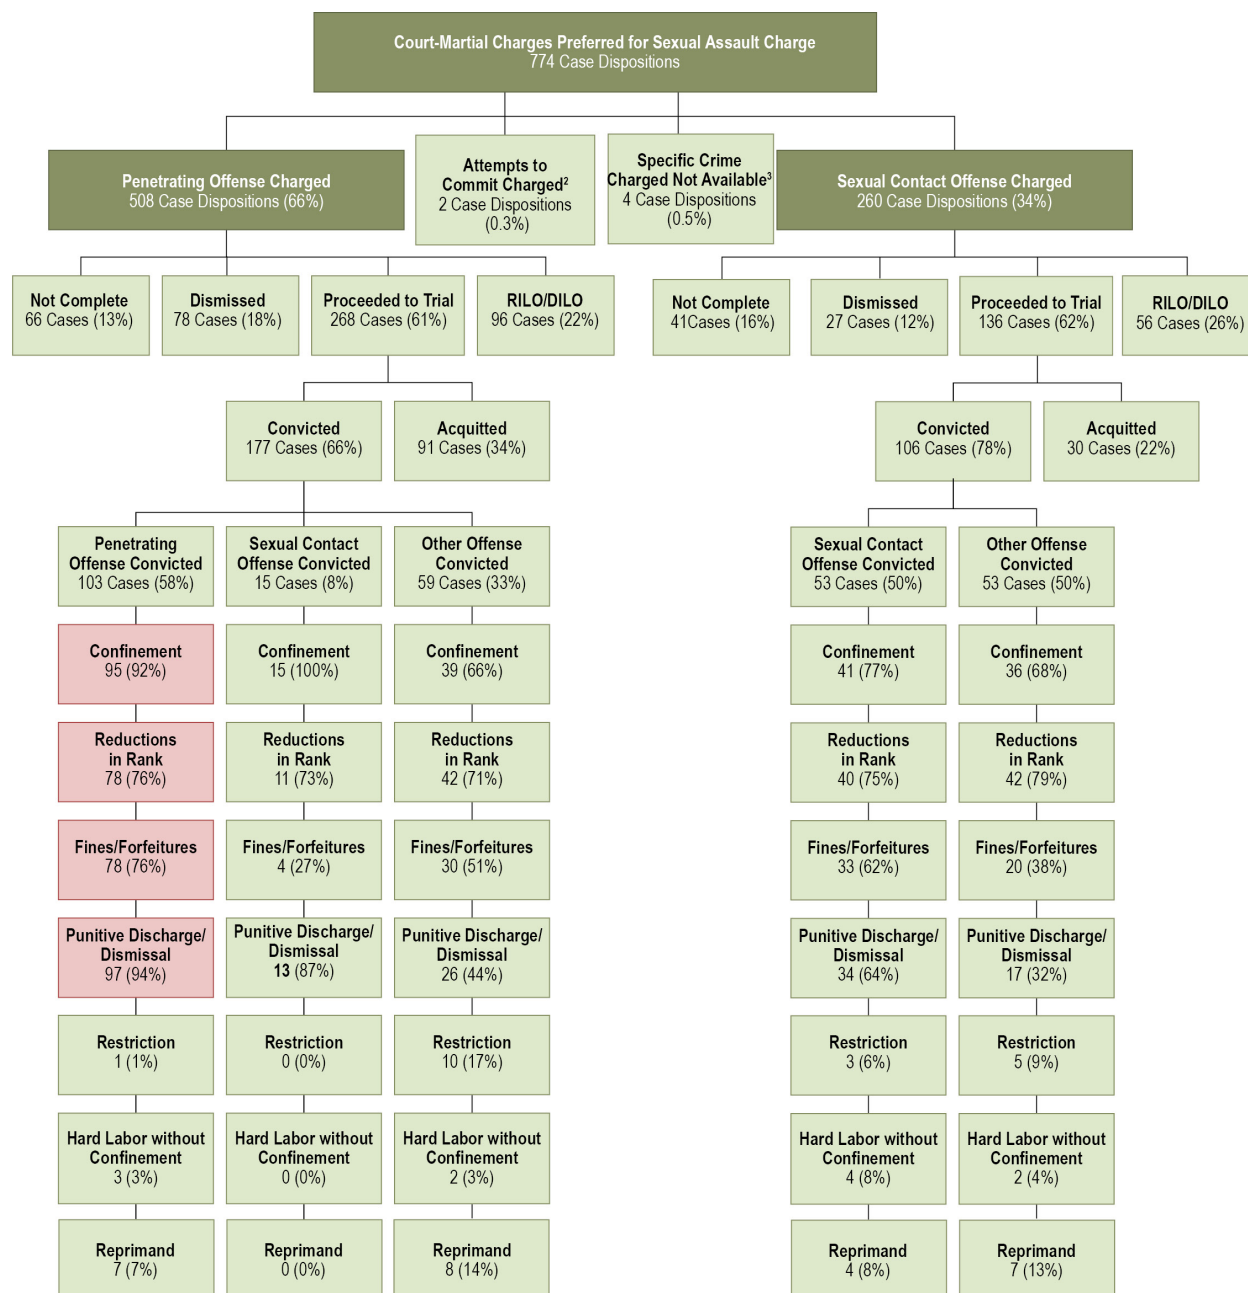 Court-Martial Charges Preferred for Sexual Assault Charge
774 Case Dispositions
Penetrating Offense Charged
508 Case Dispositions (66%)
Attempts to
Commit Charged²
2 Case Dispositions
(0.3%)
Specific Crime
Charged Not Available³
4 Case Dispositions
(0.5%)
Sexual Contact Offense Charged
260 Case Dispositions (34%)
Not Complete
66 Cases (13%)
Dismissed
78 Cases (18%)
Proceeded to Trial
268 Cases (61%)
RILO/DILO
96 Cases (22%)
Not Complete
41Cases (16%)
Dismissed
27 Cases (12%)
Proceeded to Trial
136 Cases (62%)
RILO/DILO
56 Cases (26%)
Convicted
177 Cases (66%)
Acquitted
91 Cases (34%)
Convicted
106 Cases (78%)
Acquitted
30 Cases (22%)
Penetrating
Offense Convicted
103 Cases (58%)
Sexual Contact
Offense Convicted
15 Cases (8%)
Other Offense
Convicted
59 Cases (33%)
Sexual Contact
Offense Convicted
53 Cases (50%)
Other Offense
Convicted
53 Cases (50%)
Confinement
95 (92%)
Confinement
15 (100%)
Confinement
39 (66%)
Confinement
41 (77%)
Confinement
36 (68%)
Reductions
in Rank
78 (76%)
Reductions
in Rank
11 (73%)
Reductions
in Rank
42 (71%)
Reductions
in Rank
40 (75%)
Reductions
in Rank
42 (79%)
Fines/Forfeitures
78 (76%)
Fines/Forfeitures
4 (27%)
Fines/Forfeitures
30 (51%)
Fines/Forfeitures
33 (62%)
Fines/Forfeitures
20 (38%)
Punitive Discharge/
Dismissal
97 (94%)
Punitive Discharge/
Dismissal
13 (87%)
Punitive Discharge/
Dismissal
26 (44%)
Punitive Discharge/
Dismissal
34 (64%)
Punitive Discharge/
Dismissal
17 (32%)
Restriction
1 (1%)
Restriction
0 (0%)
Restriction
10 (17%)
Restriction
3 (6%)
Restriction
5 (9%)
Hard Labor without
Confinement
3 (3%)
Hard Labor without
Confinement
0 (0%)
Hard Labor without
Confinement
2 (3%)
Hard Labor without
Confinement
4 (8%)
Hard Labor without
Confinement
2 (4%)
Reprimand
7 (7%)
Reprimand
0 (0%)
Reprimand
8 (14%)
Reprimand
4 (8%)
Reprimand
7 (13%)